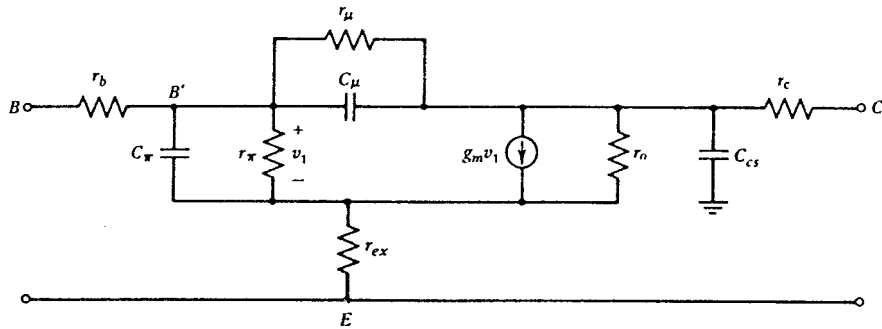 r_μ
r_b
B'
C_μ
r_c
B
C
C_π
r_π
+
v_1
−
g_m v_1
r_o
C_cs
r_ex
E